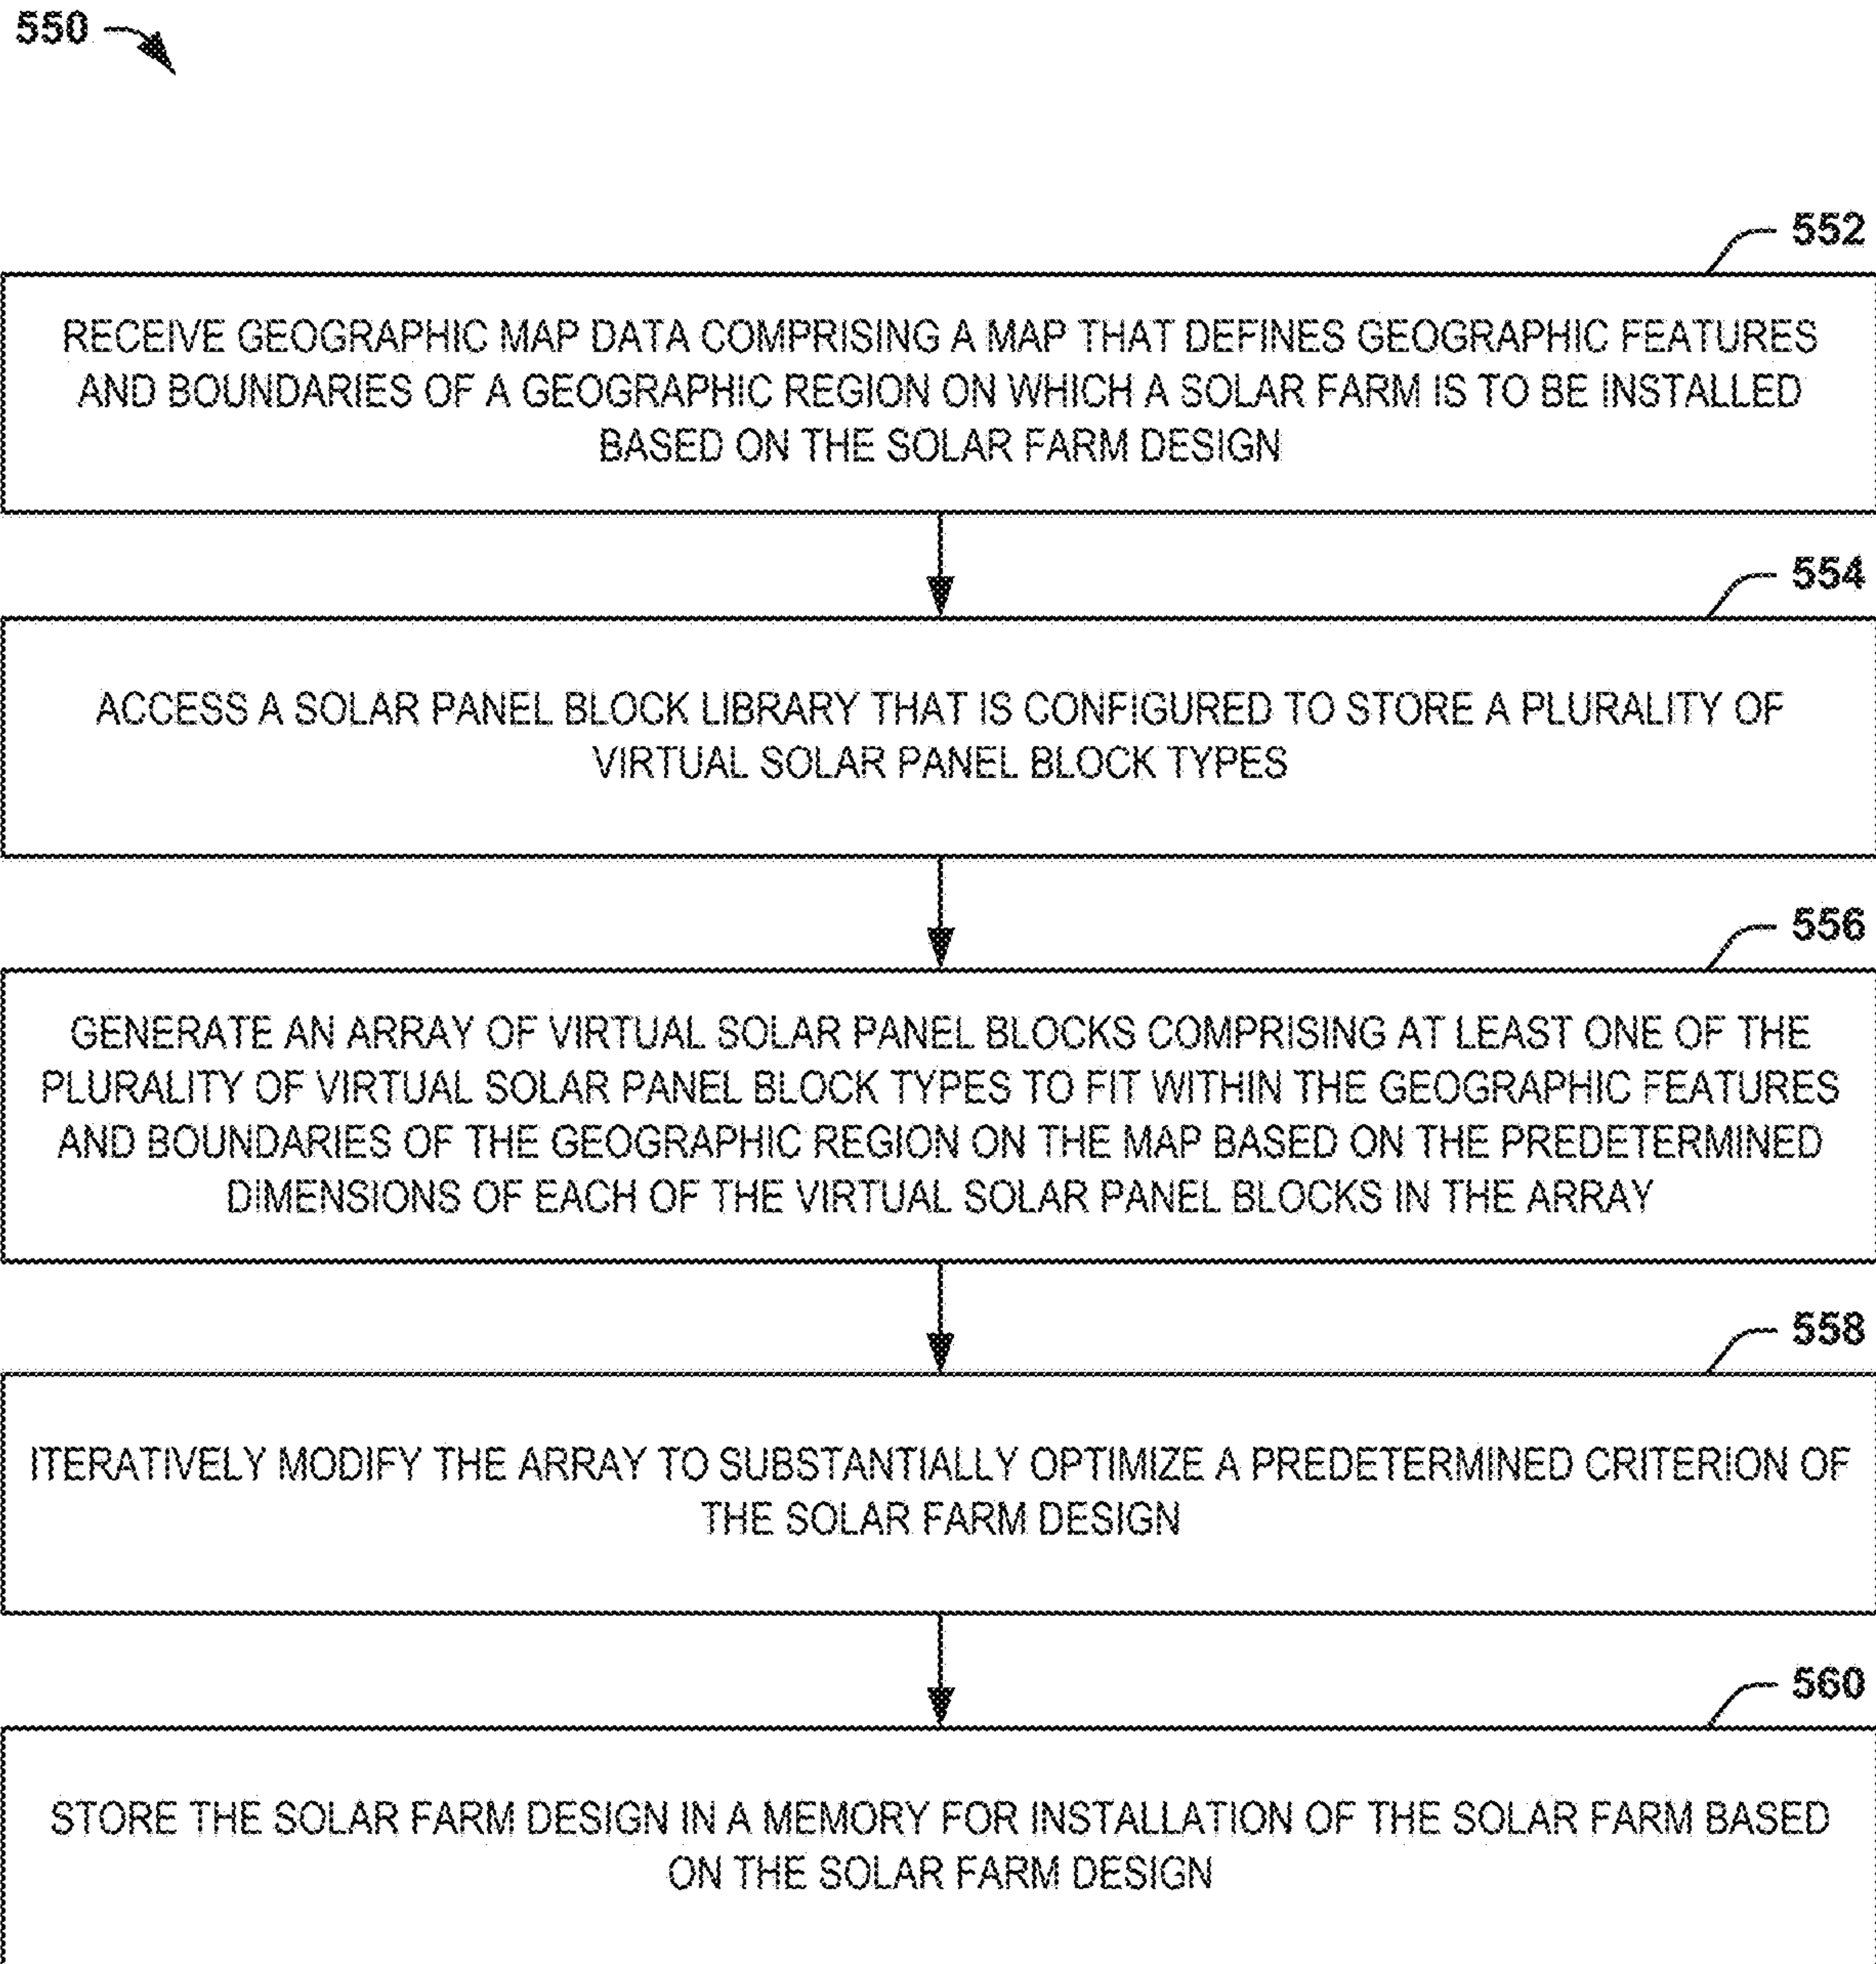 550
552
RECEIVE GEOGRAPHIC MAP DATA COMPRISING A MAP THAT DEFINES GEOGRAPHIC FEATURES
AND BOUNDARIES OF A GEOGRAPHIC REGION ON WHICH A SOLAR FARM IS TO BE INSTALLED
BASED ON THE SOLAR FARM DESIGN
554
ACCESS A SOLAR PANEL BLOCK LIBRARY THAT IS CONFIGURED TO STORE A PLURALITY OF
VIRTUAL SOLAR PANEL BLOCK TYPES
556
GENERATE AN ARRAY OF VIRTUAL SOLAR PANEL BLOCKS COMPRISING AT LEAST ONE OF THE
PLURALITY OF VIRTUAL SOLAR PANEL BLOCK TYPES TO FIT WITHIN THE GEOGRAPHIC FEATURES
AND BOUNDARIES OF THE GEOGRAPHIC REGION ON THE MAP BASED ON THE PREDETERMINED
DIMENSIONS OF EACH OF THE VIRTUAL SOLAR PANEL BLOCKS IN THE ARRAY
558
ITERATIVELY MODIFY THE ARRAY TO SUBSTANTIALLY OPTIMIZE A PREDETERMINED CRITERION OF
THE SOLAR FARM DESIGN
560
STORE THE SOLAR FARM DESIGN IN A MEMORY FOR INSTALLATION OF THE SOLAR FARM BASED
ON THE SOLAR FARM DESIGN